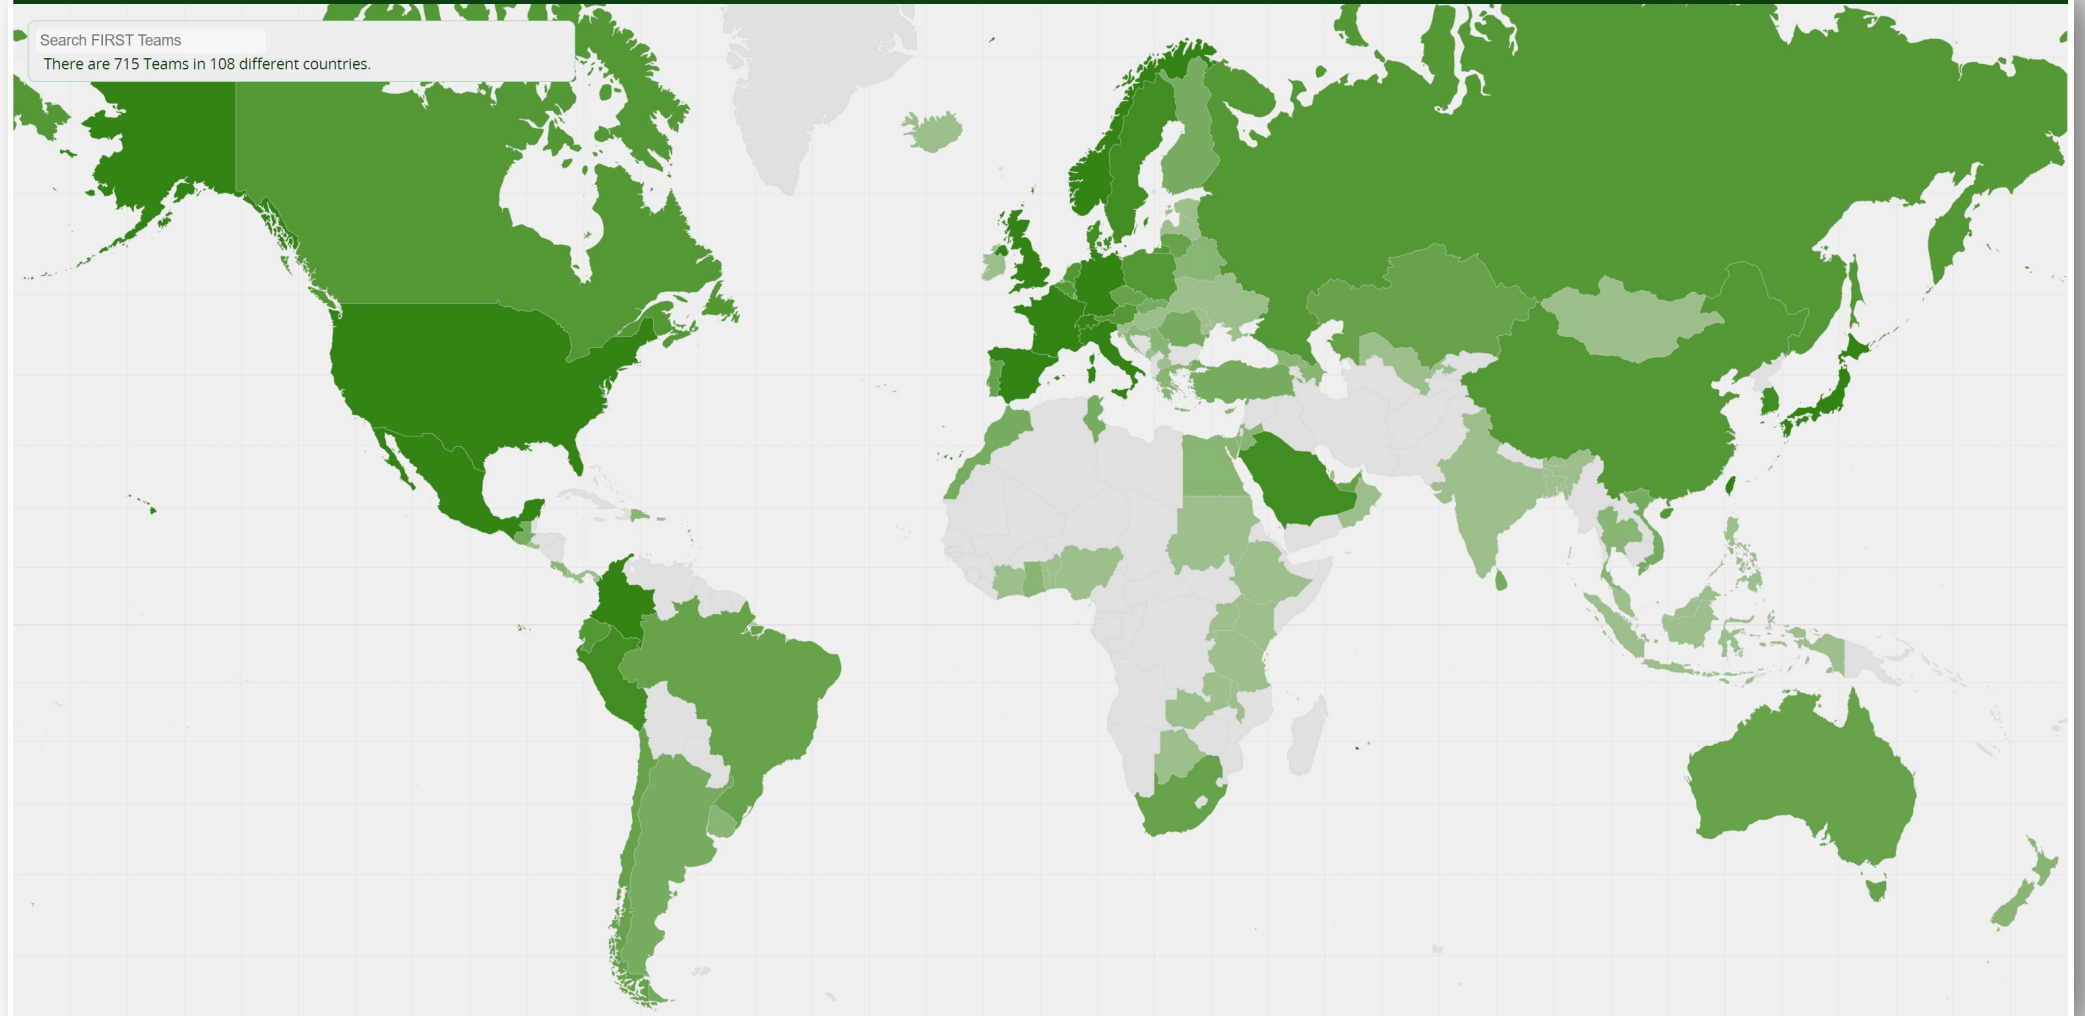 Search FIRST Teams
There are 715 Teams in 108 different countries.